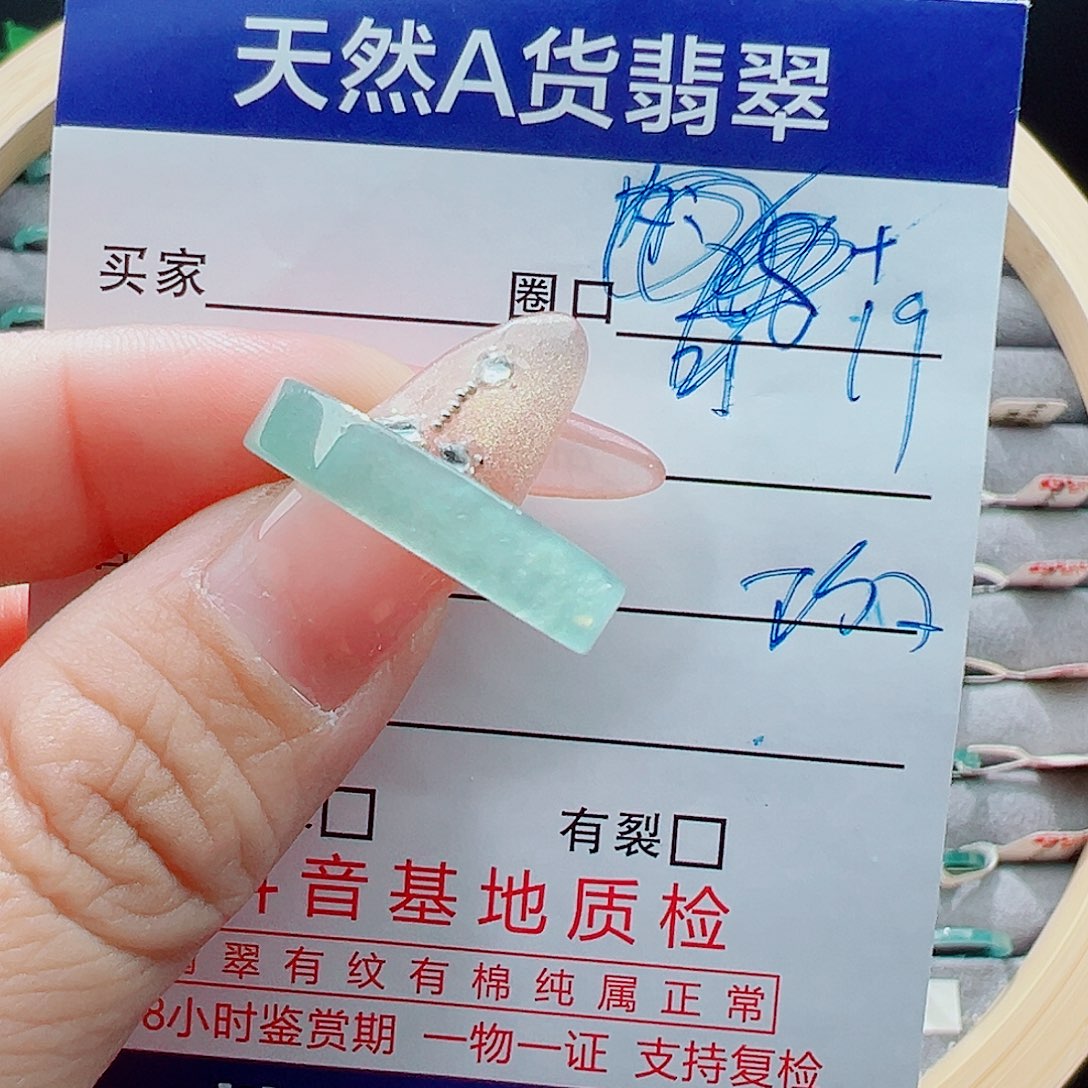 天然A货翡翠
买家 圈口 19
有裂
音基地质检
翠有纹有棉纯属正常
8小时鉴赏期 一物一证 支持复检